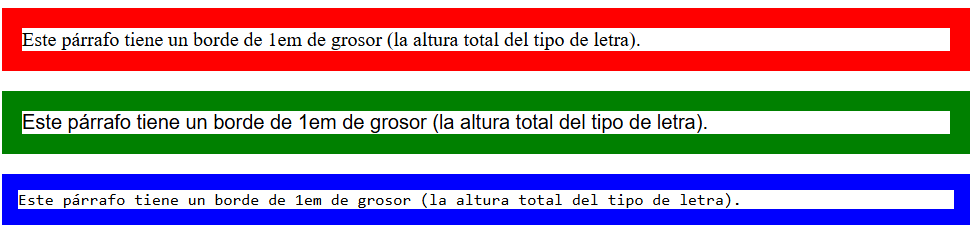 Este párrafo tiene un borde de 1em de grosor (la altura total del tipo de letra).
Este párrafo tiene un borde de 1em de grosor (la altura total del tipo de letra).
Este párrafo tiene un borde de 1em de grosor (la altura total del tipo de letra).